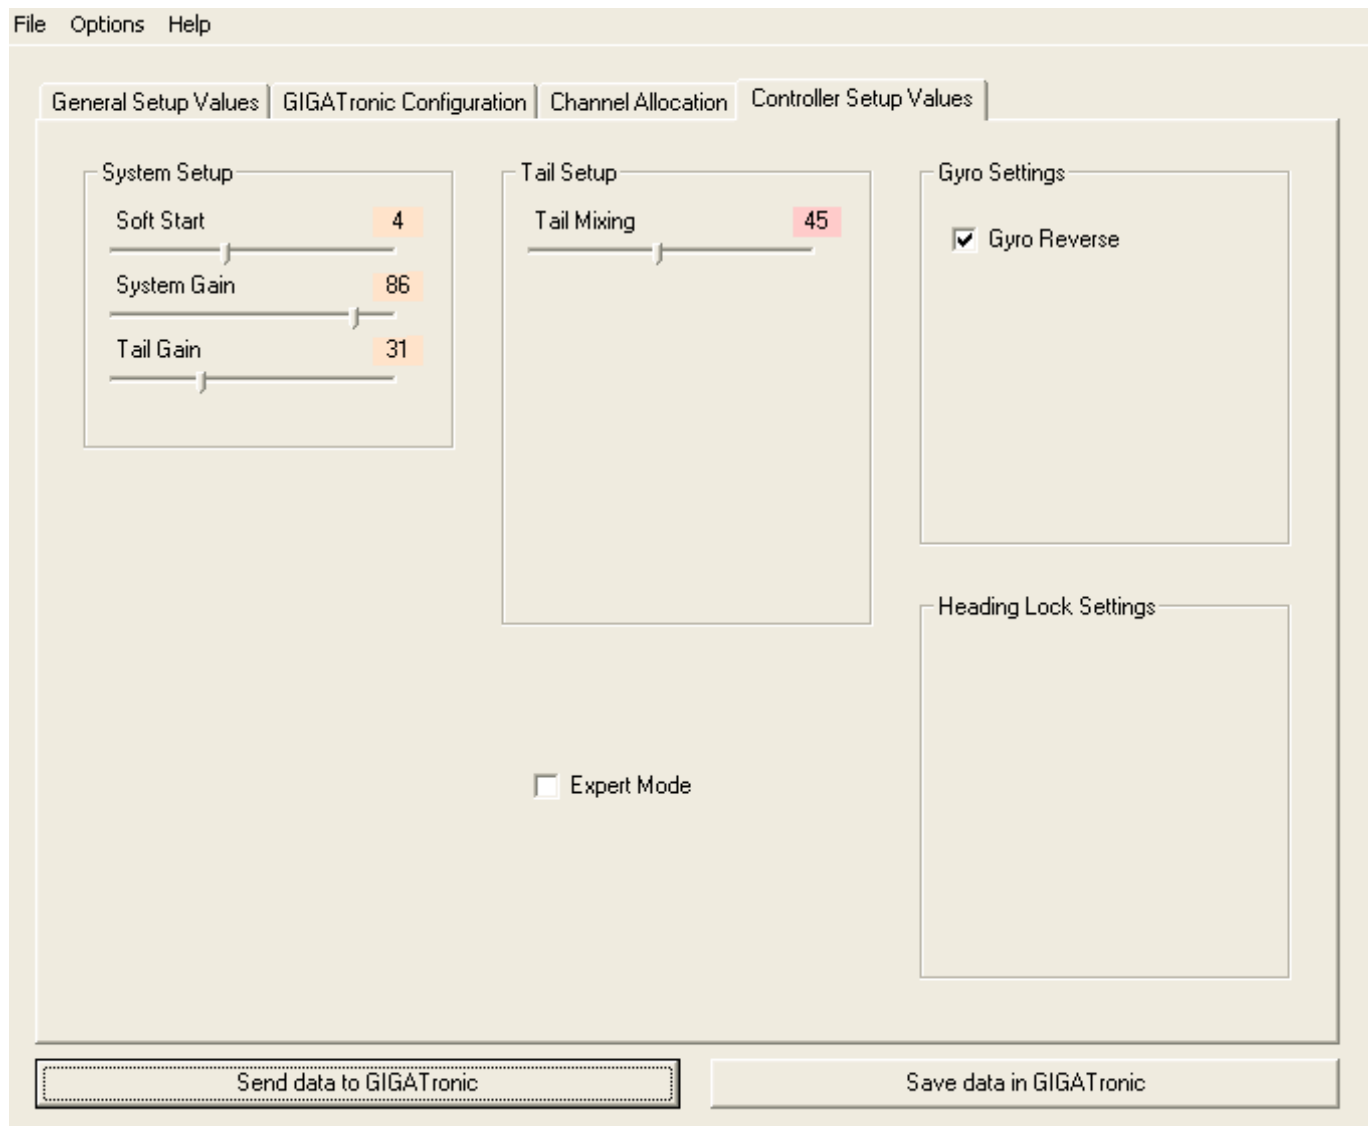 File Options Help
General Setup Values GIGATronic Configuration Channel Allocation Controller Setup Values
System Setup
Soft Start 4
System Gain 86
Tail Gain 31
Tail Setup
Tail Mixing 45
Gyro Settings
Gyro Reverse
Heading Lock Settings
Expert Mode
Send data to GIGATronic Save data in GIGATronic